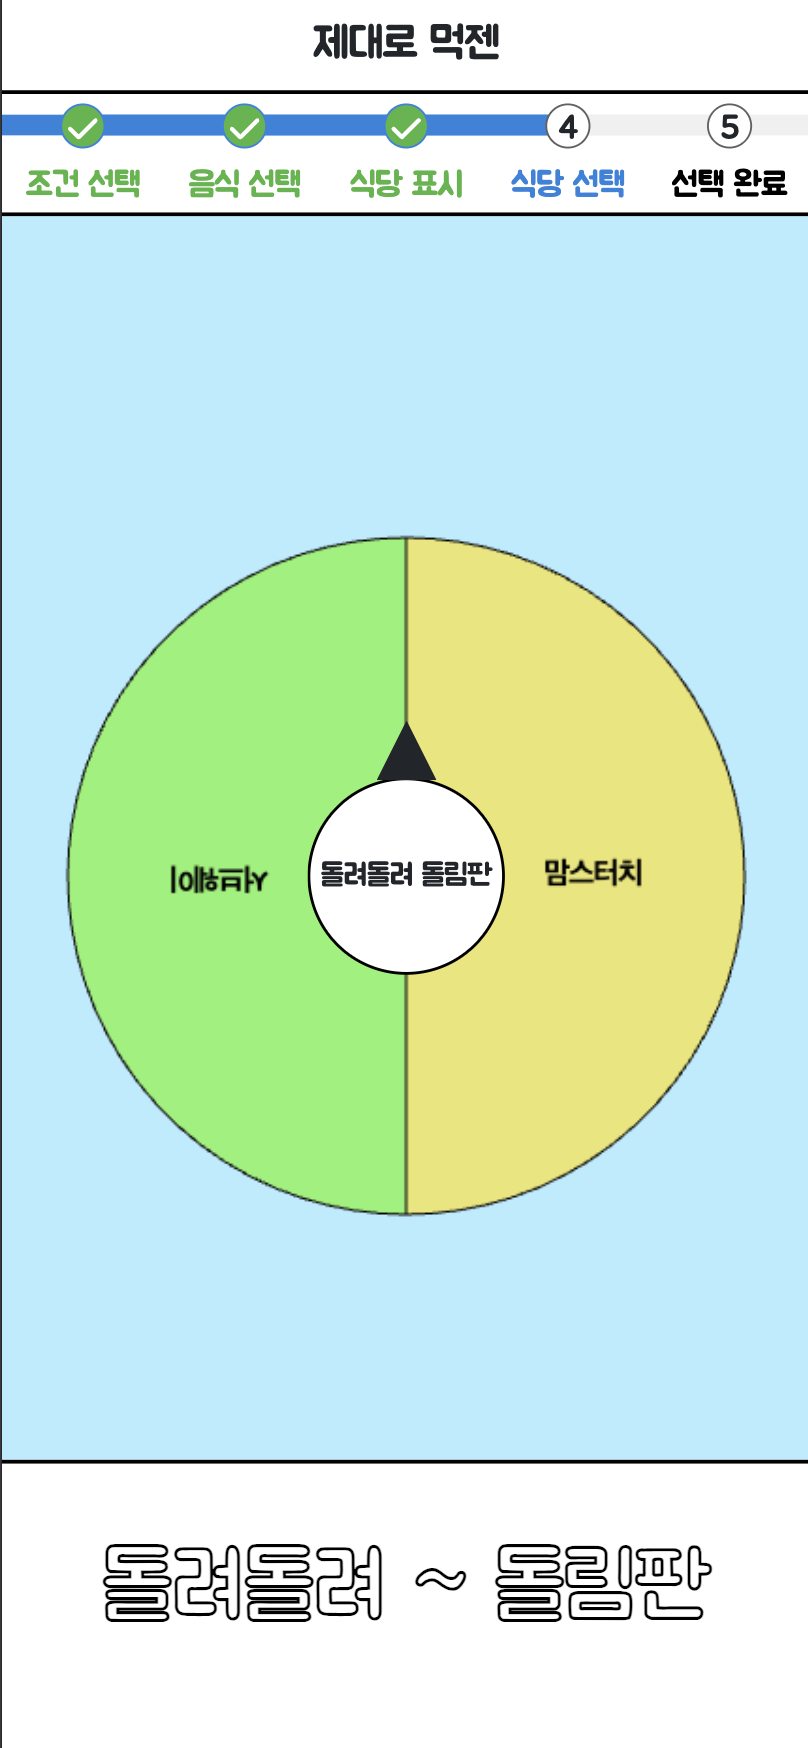 제대로 먹젠
4
5
조건 선택
음식 선택
식당 표시
식당 선택
선택 완료
써브웨이
돌려돌려 돌림판
맘스터치
돌려돌려 ~ 돌림판